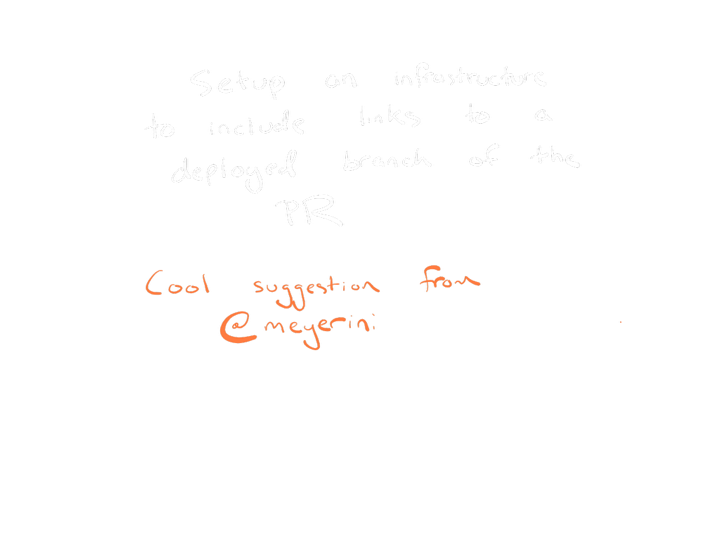 Setup an infrastructure
to include links to a
deployed branch of the
PR
Cool suggestion from
@meyerini